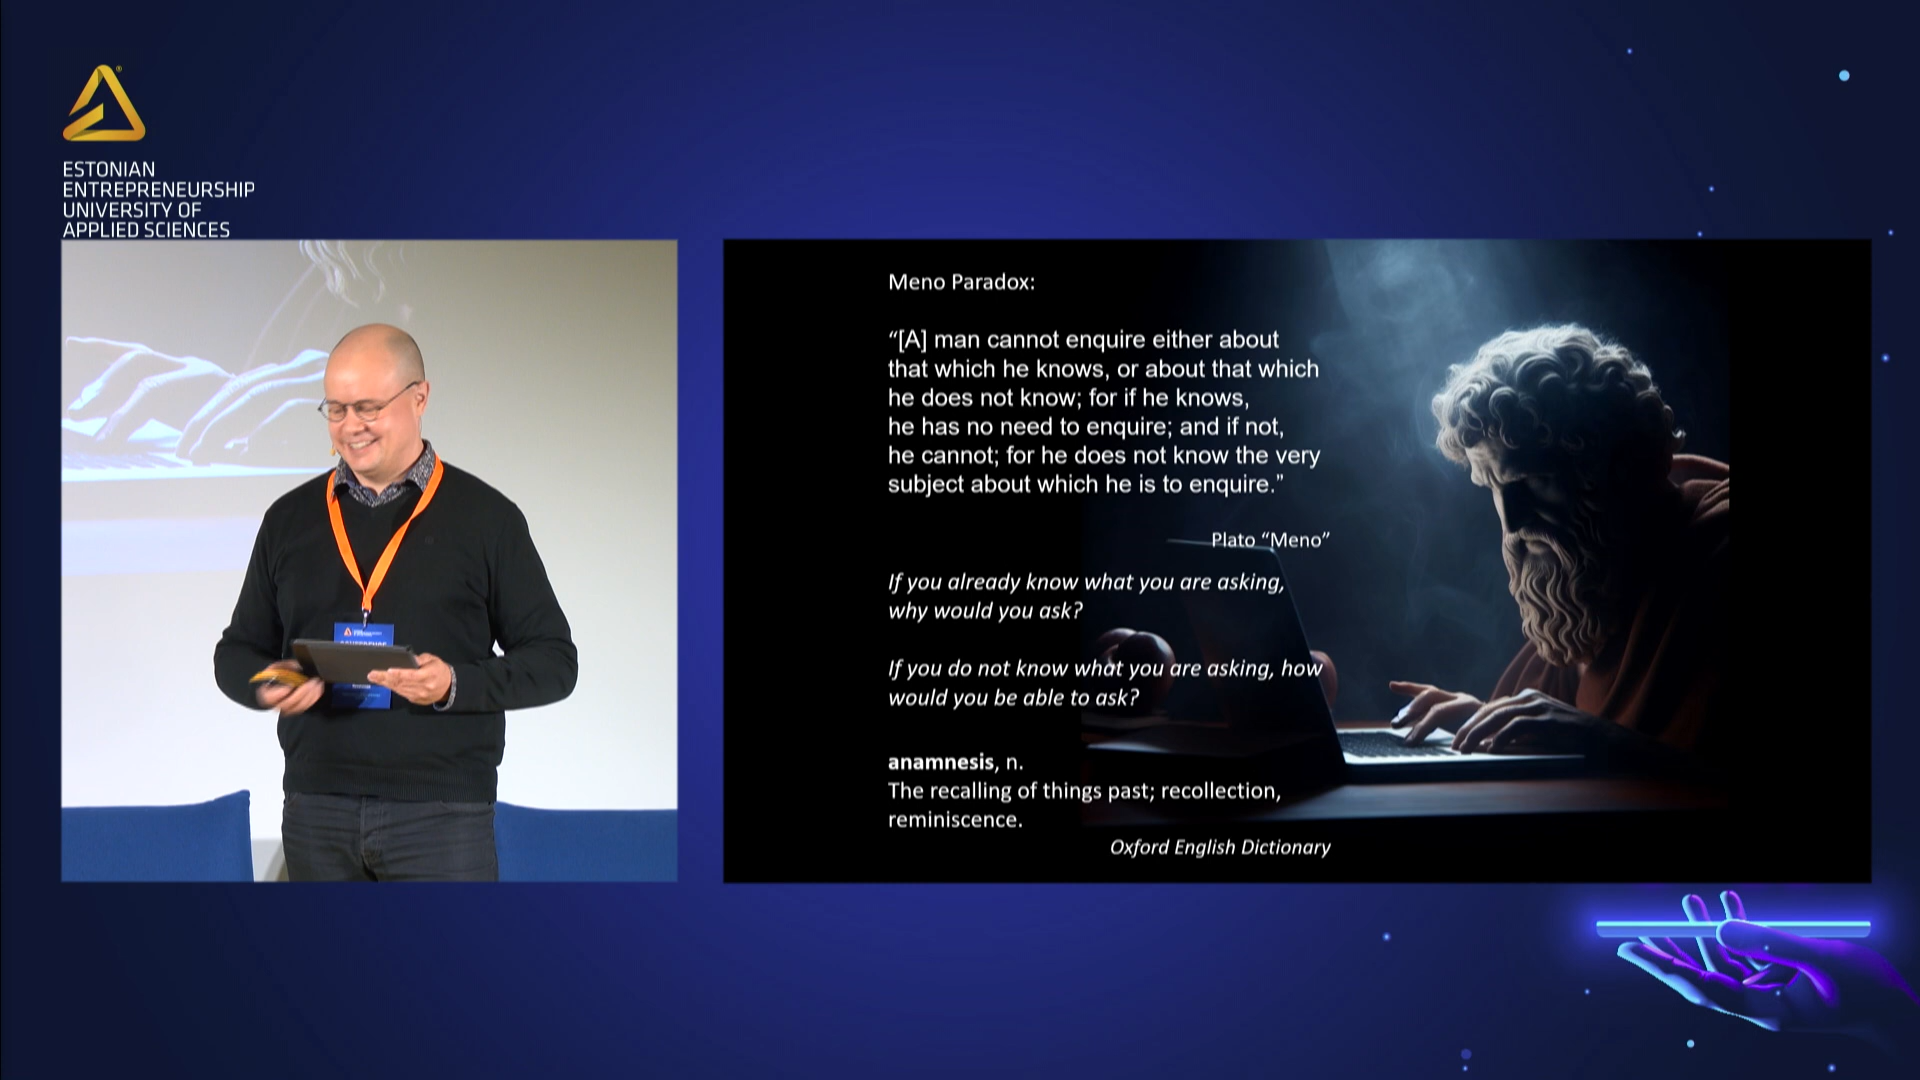 ESTONIAN
ENTREPRENEURSHIP
UNIVERSITY OF
APPLIED SCIENCES
Meno Paradox:
“[A] man cannot enquire either about
that which he knows, or about that which
he does not know; for if he knows,
he has no need to enquire; and if not,
he cannot; for he does not know the very
subject about which he is to enquire.”
Plato “Meno”
If you already know what you are asking,
why would you ask?
If you do not know what you are asking, how
would you be able to ask?
anamnesis, n.
The recalling of things past; recollection,
reminiscence.
Oxford English Dictionary